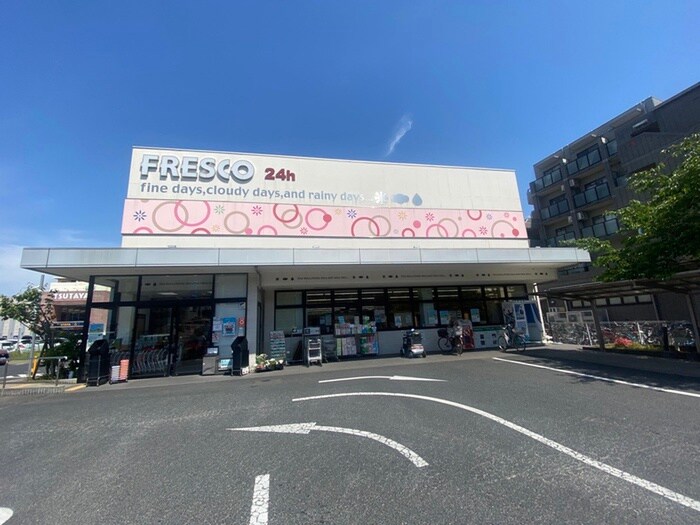 FRESCO 24h
fine days,cloudy days,and rainy days
TSUTAYA